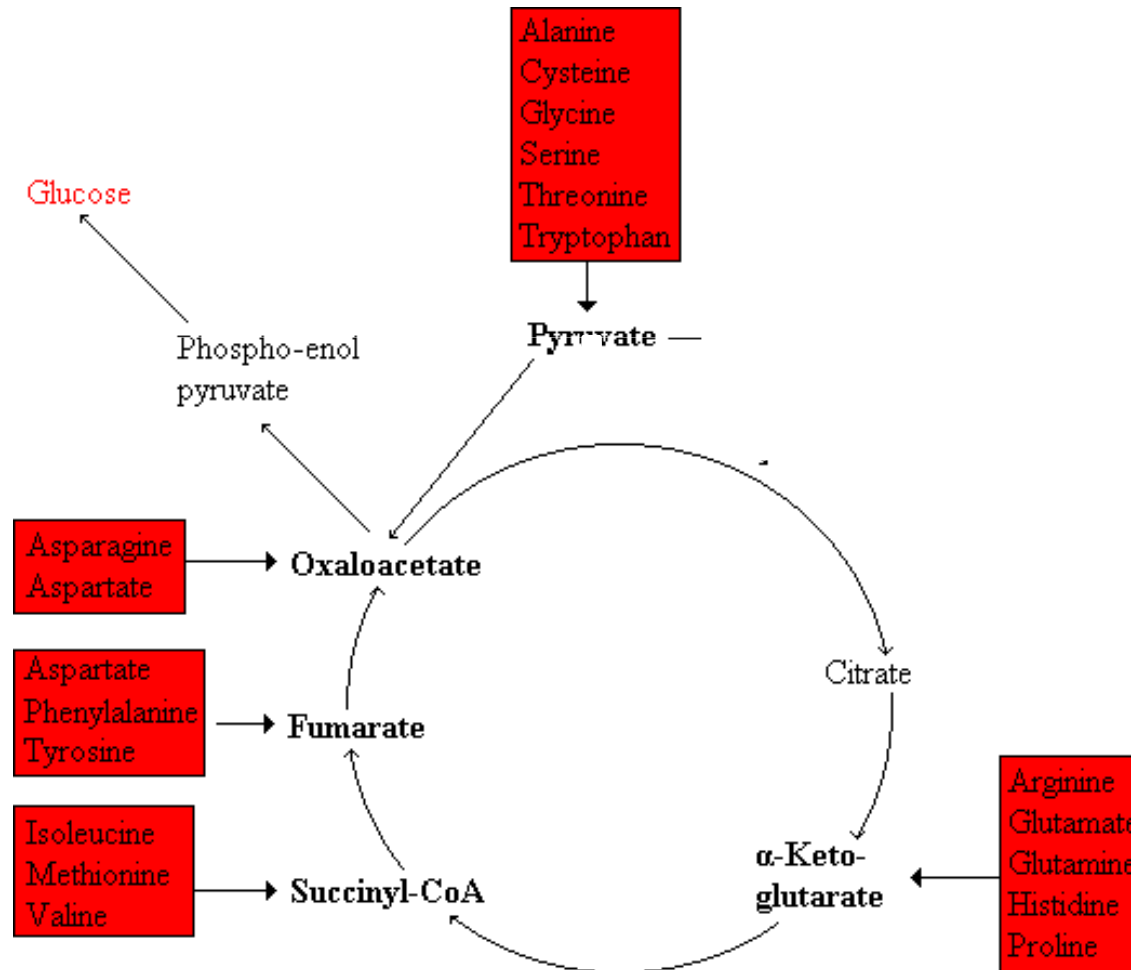 Alanine
Cysteine
Glycine
Serine
Threonine
Tryptophan
Glucose
Pyruvate
Phospho-enol
pyruvate
Asparagine
Aspartate
Oxaloacetate
Citrate
Aspartate
Phenylalanine
Tyrosine
Fumarate
Isoleucine
Methionine
Valine
Succinyl-CoA
α-Keto-
glutarate
Arginine
Glutamate
Glutamine
Histidine
Proline